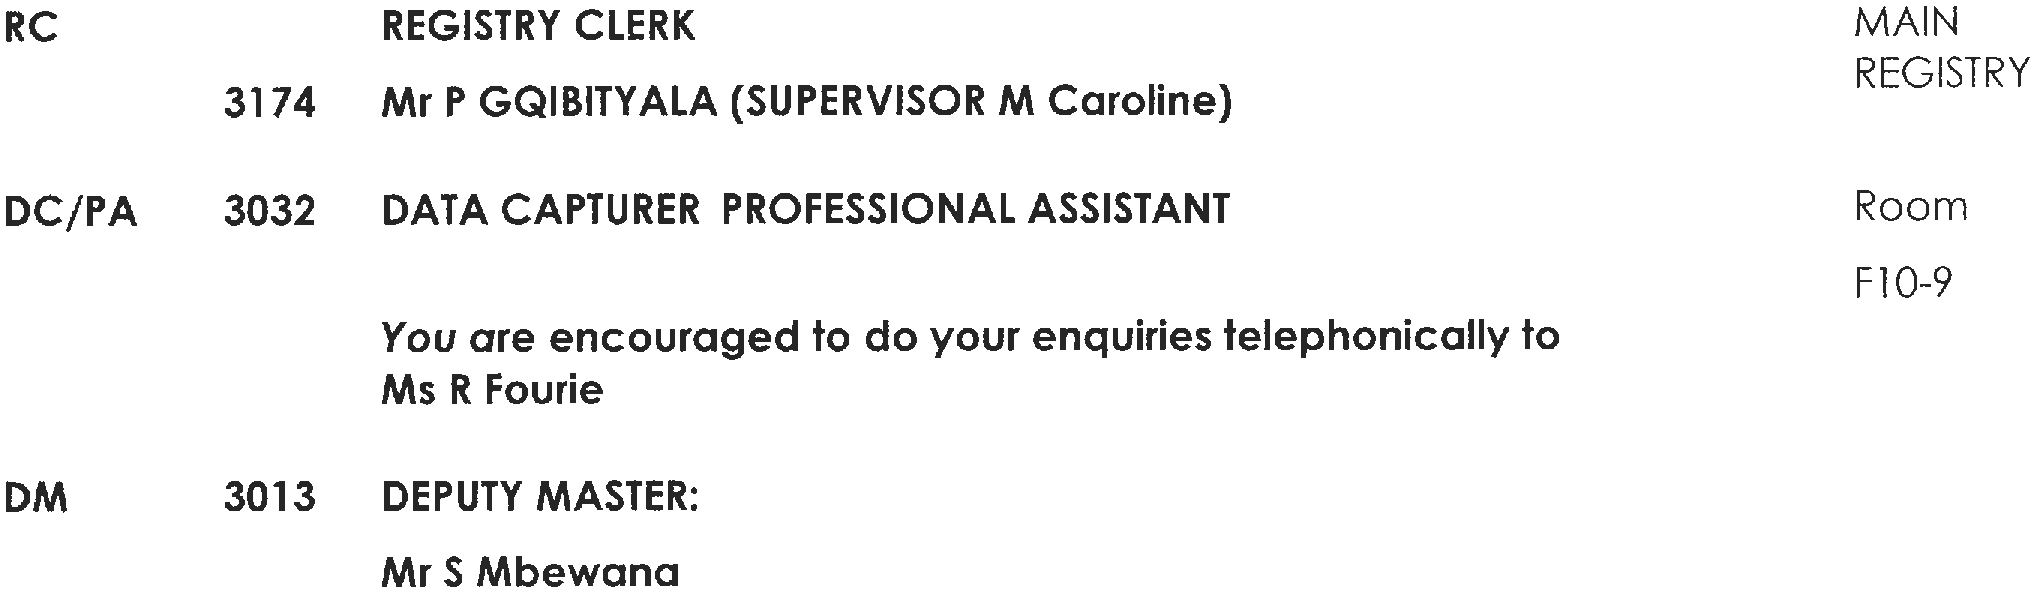 RC REGISTRY CLERK MAIN
REGISTRY
3174 Mr P GQIBITYALA (SUPERVISOR M Caroline)
DC/PA 3032 DATA CAPTURER PROFESSIONAL ASSISTANT Room
F10-9
You are encouraged to do your enquiries telephonically to
Ms R Fourie
DM 3013 DEPUTY MASTER:
Mr S Mbewana